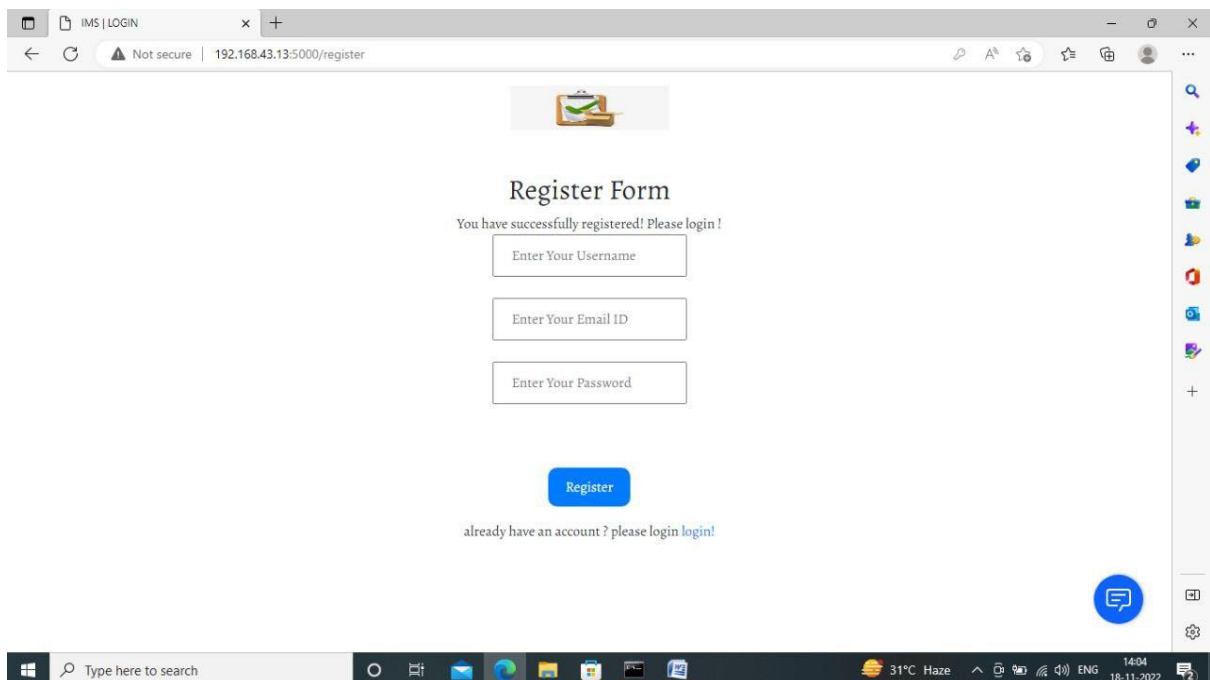 IMS | LOGIN
Not secure | 192.168.43.13:5000/register
Register Form
You have successfully registered! Please login !
Enter Your Username
Enter Your Email ID
Enter Your Password
Register
already have an account ? please login login!
Type here to search
31°C Haze
ENG
14:04
18-11-2022
2